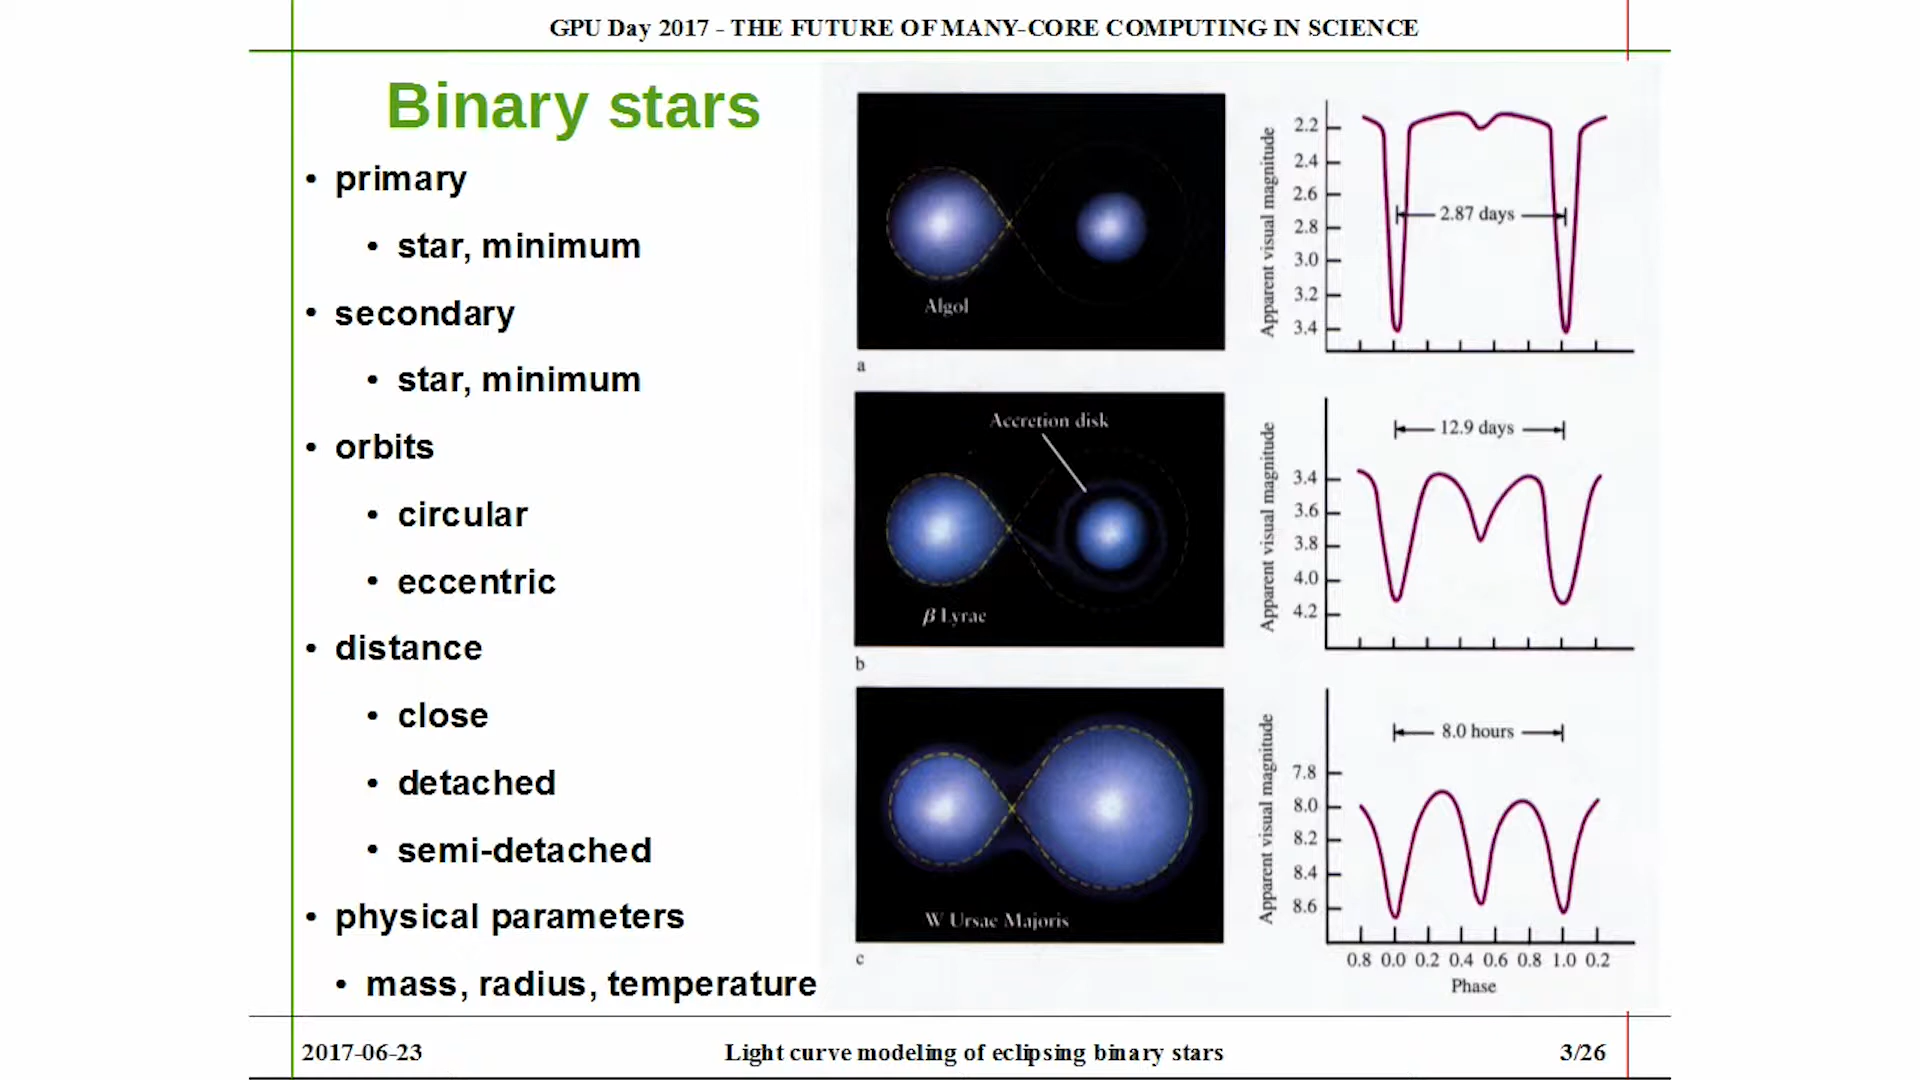 GPU Day 2017 - THE FUTURE OF MANY-CORE COMPUTING IN SCIENCE
Binary stars
• primary
• star, minimum
• secondary
• star, minimum
• orbits
• circular
• eccentric
• distance
• close
• detached
• semi-detached
• physical parameters
• mass, radius, temperature
Algol
a
Apparent visual magnitude
2.2
2.4
2.6
2.8
3.0
3.2
3.4
2.87 days
Accretion disk
β Lyrae
b
Apparent visual magnitude
3.4
3.6
3.8
4.0
4.2
12.9 days
W Ursae Majoris
c
Apparent visual magnitude
7.8
8.0
8.2
8.4
8.6
8.0 hours
0.8 0.0 0.2 0.4 0.6 0.8 1.0 0.2
Phase
2017-06-23
Light curve modeling of eclipsing binary stars
3/26